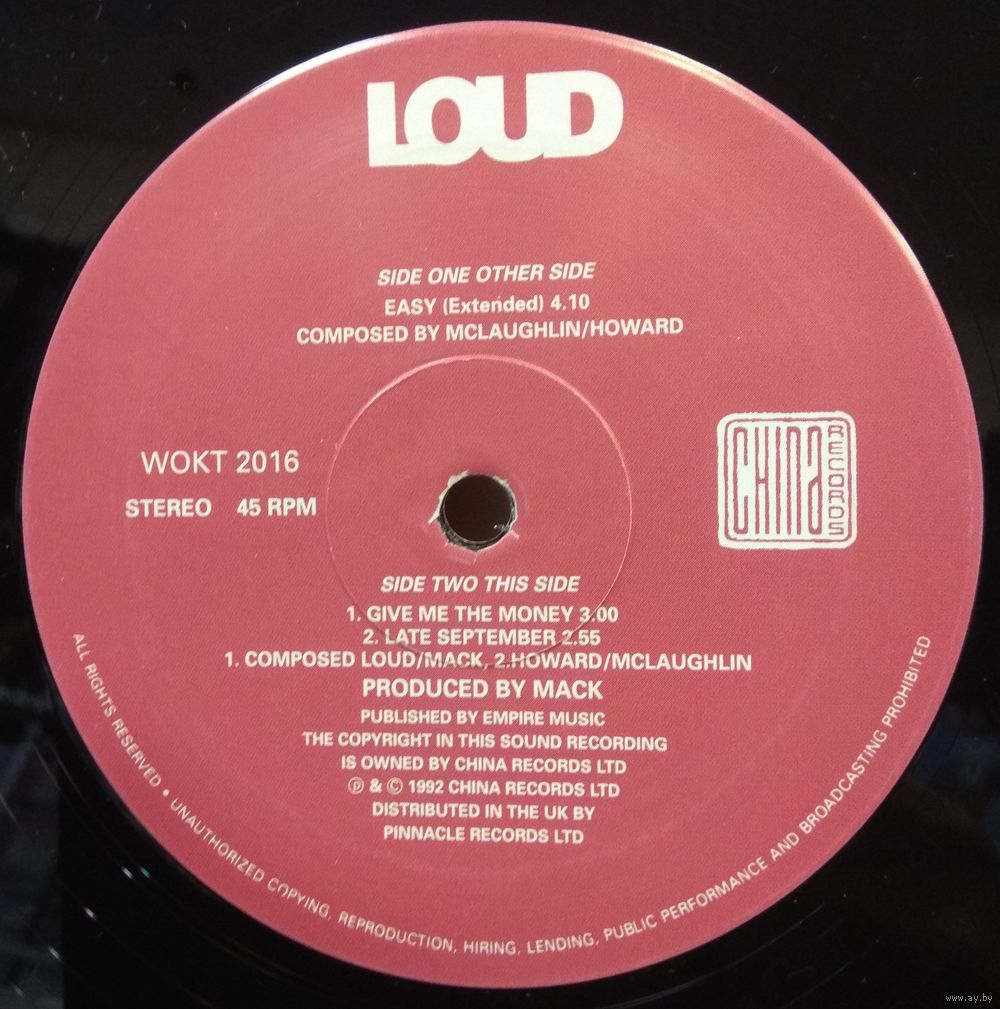 LOUD
SIDE ONE OTHER SIDE
EASY (Extended) 4.10
COMPOSED BY MCLAUGHLIN/HOWARD
WOKT 2016
STEREO 45 RPM
CHINA RECORDS
SIDE TWO THIS SIDE
1. GIVE ME THE MONEY 3.00
2. LATE SEPTEMBER 2.55
1. COMPOSED LOUD/MACK, 2.HOWARD/MCLAUGHLIN
PRODUCED BY MACK
PUBLISHED BY EMPIRE MUSIC
THE COPYRIGHT IN THIS SOUND RECORDING
IS OWNED BY CHINA RECORDS LTD
℗ & © 1992 CHINA RECORDS LTD
DISTRIBUTED IN THE UK BY
PINNACLE RECORDS LTD
ALL RIGHTS RESERVED • UNAUTHORIZED COPYING, REPRODUCTION, HIRING, LENDING, PUBLIC PERFORMANCE AND BROADCASTING PROHIBITED
www.ay.by